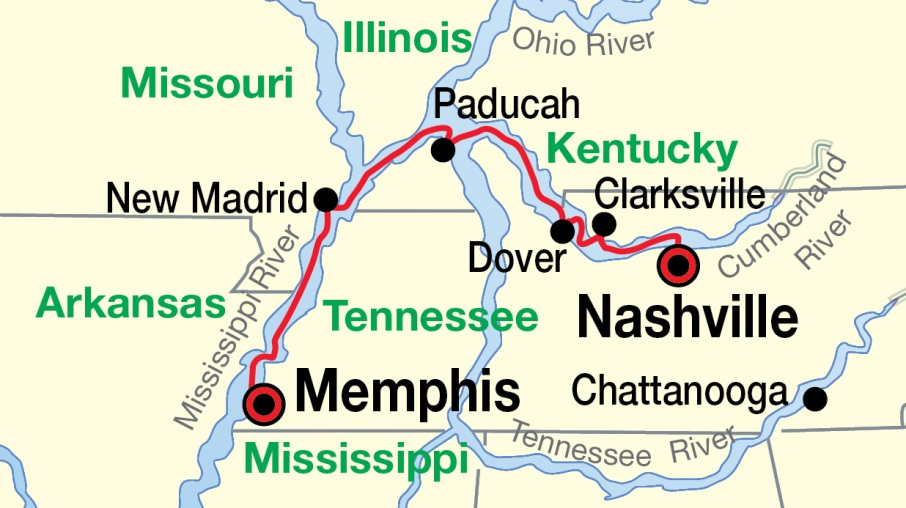 Illinois
Ohio River
Missouri
Paducah
Kentucky
New Madrid
Clarksville
Cumberland
River
Dover
Mississippi River
Arkansas
Tennessee
Nashville
Memphis
Chattanooga
Tennessee River
Mississippi